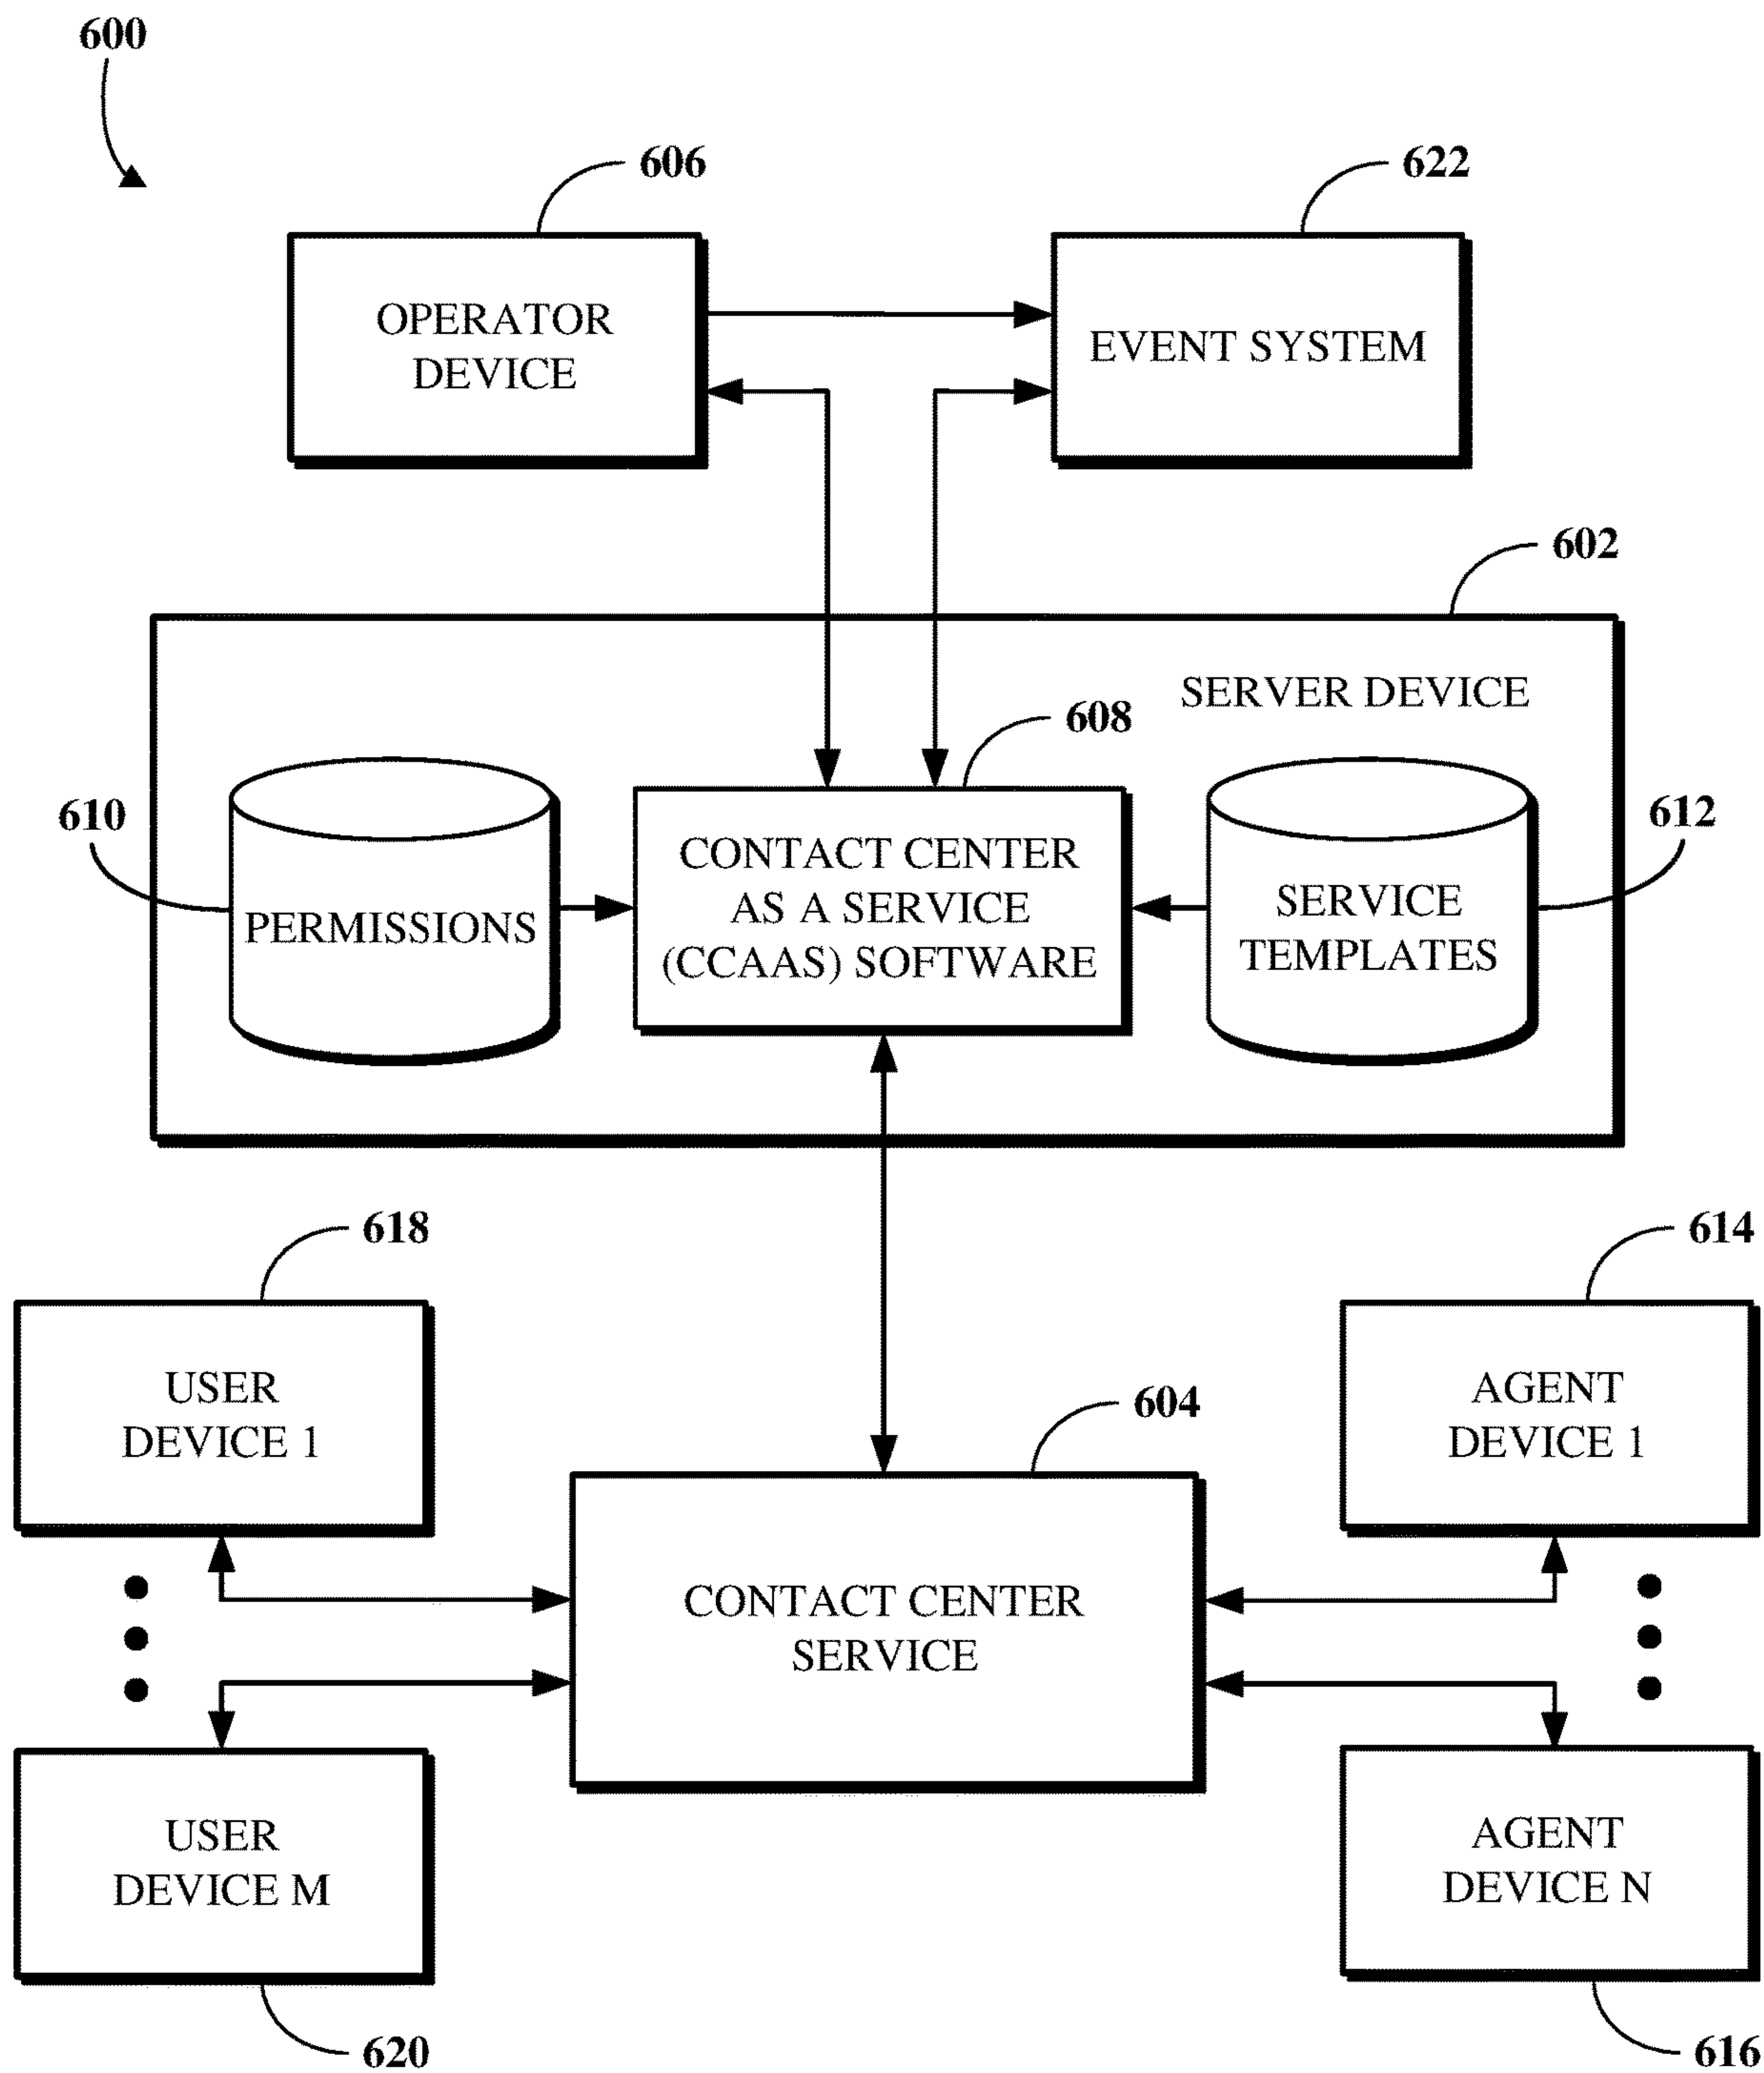 600
606
622
OPERATOR
DEVICE
EVENT SYSTEM
602
SERVER DEVICE
608
610
612
PERMISSIONS
CONTACT CENTER
AS A SERVICE
(CCAAS) SOFTWARE
SERVICE
TEMPLATES
618
614
USER
DEVICE 1
AGENT
DEVICE 1
604
CONTACT CENTER
SERVICE
USER
DEVICE M
AGENT
DEVICE N
620
616